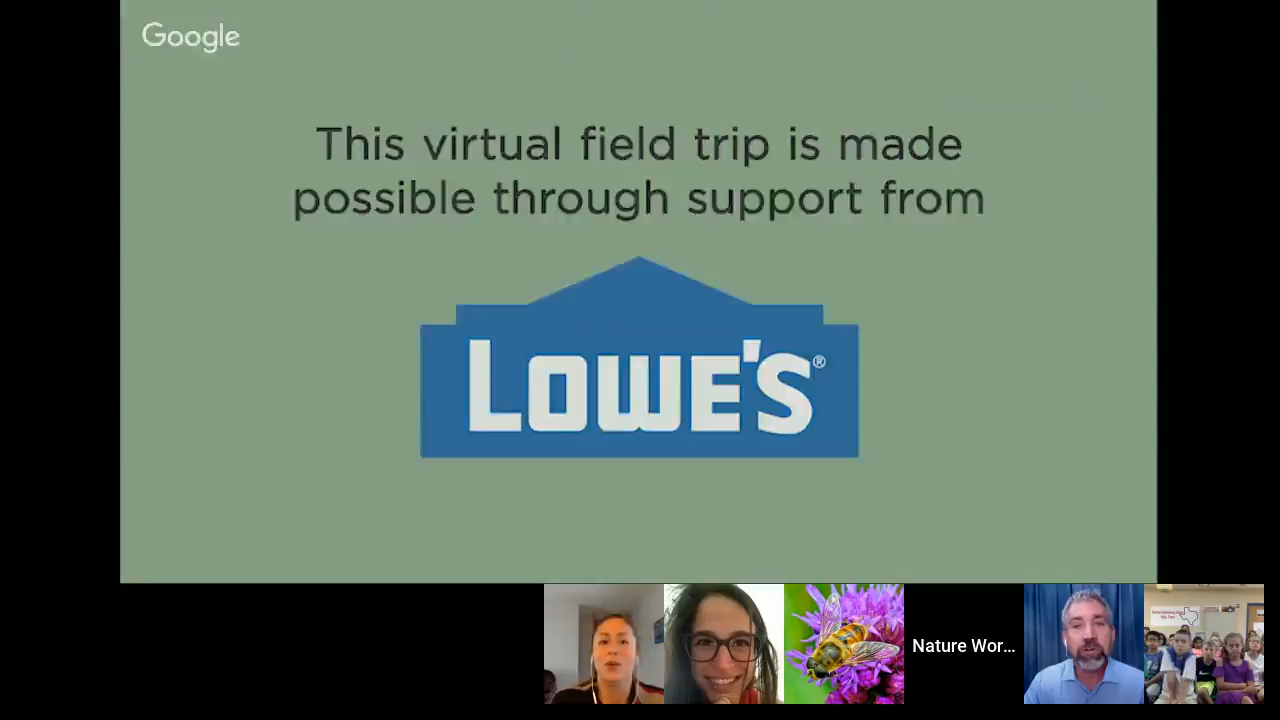 Google
This virtual field trip is made
possible through support from
LOWE'S®
Nature Wor...